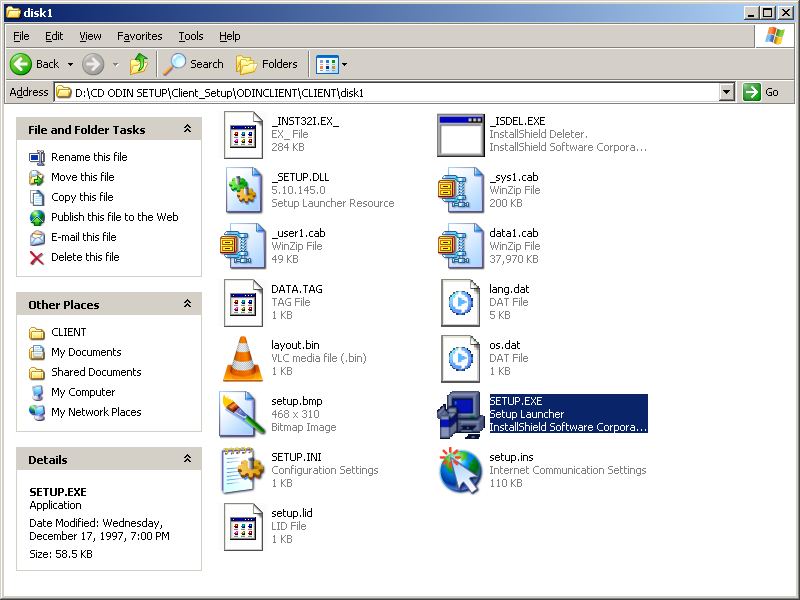 disk1
File Edit View Favorites Tools Help
Back Search Folders
Address D:\CD ODIN SETUP\Client_Setup\ODINCLIENT\CLIENT\disk1 Go
File and Folder Tasks
Rename this file
Move this file
Copy this file
Publish this file to the Web
E-mail this file
Delete this file
Other Places
CLIENT
My Documents
Shared Documents
My Computer
My Network Places
Details
SETUP.EXE
Application
Date Modified: Wednesday,
December 17, 1997, 7:00 PM
Size: 58.5 KB
_INST32I.EX_
EX_ File
284 KB
_ISDEL.EXE
InstallShield Deleter.
InstallShield Software Corpora...
_SETUP.DLL
5.10.145.0
Setup Launcher Resource
_sys1.cab
WinZip File
200 KB
_user1.cab
WinZip File
49 KB
data1.cab
WinZip File
37,970 KB
DATA.TAG
TAG File
1 KB
lang.dat
DAT File
5 KB
layout.bin
VLC media file (.bin)
1 KB
os.dat
DAT File
1 KB
setup.bmp
468 x 310
Bitmap Image
SETUP.EXE
Setup Launcher
InstallShield Software Corpora...
SETUP.INI
Configuration Settings
1 KB
setup.ins
Internet Communication Settings
110 KB
setup.lid
LID File
1 KB